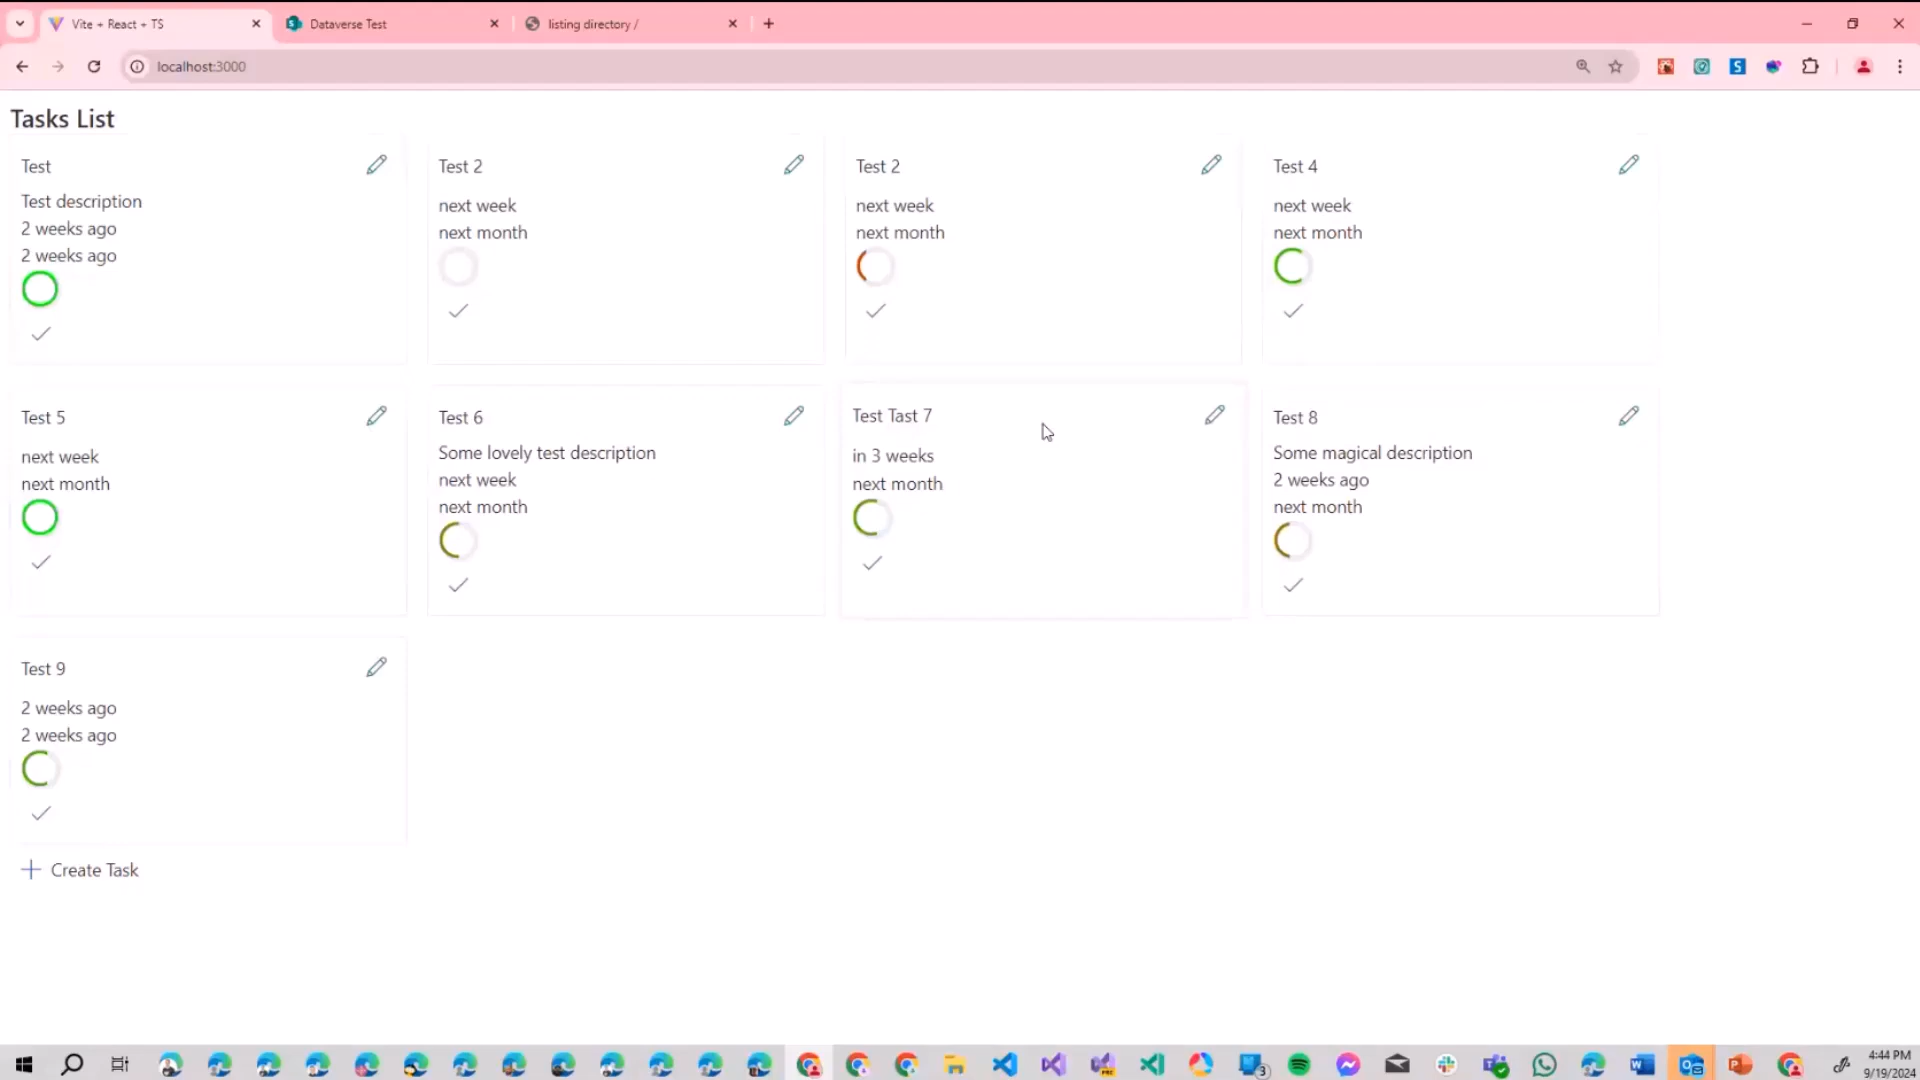 Vite + React + TS
Dataverse Test
listing directory /
localhost:3000
Tasks List
Test
Test description
2 weeks ago
2 weeks ago
Test 2
next week
next month
Test 2
next week
next month
Test 4
next week
next month
Test 5
next week
next month
Test 6
Some lovely test description
next week
next month
Test Tast 7
in 3 weeks
next month
Test 8
Some magical description
2 weeks ago
next month
Test 9
2 weeks ago
2 weeks ago
Create Task
4:44 PM
9/19/2024